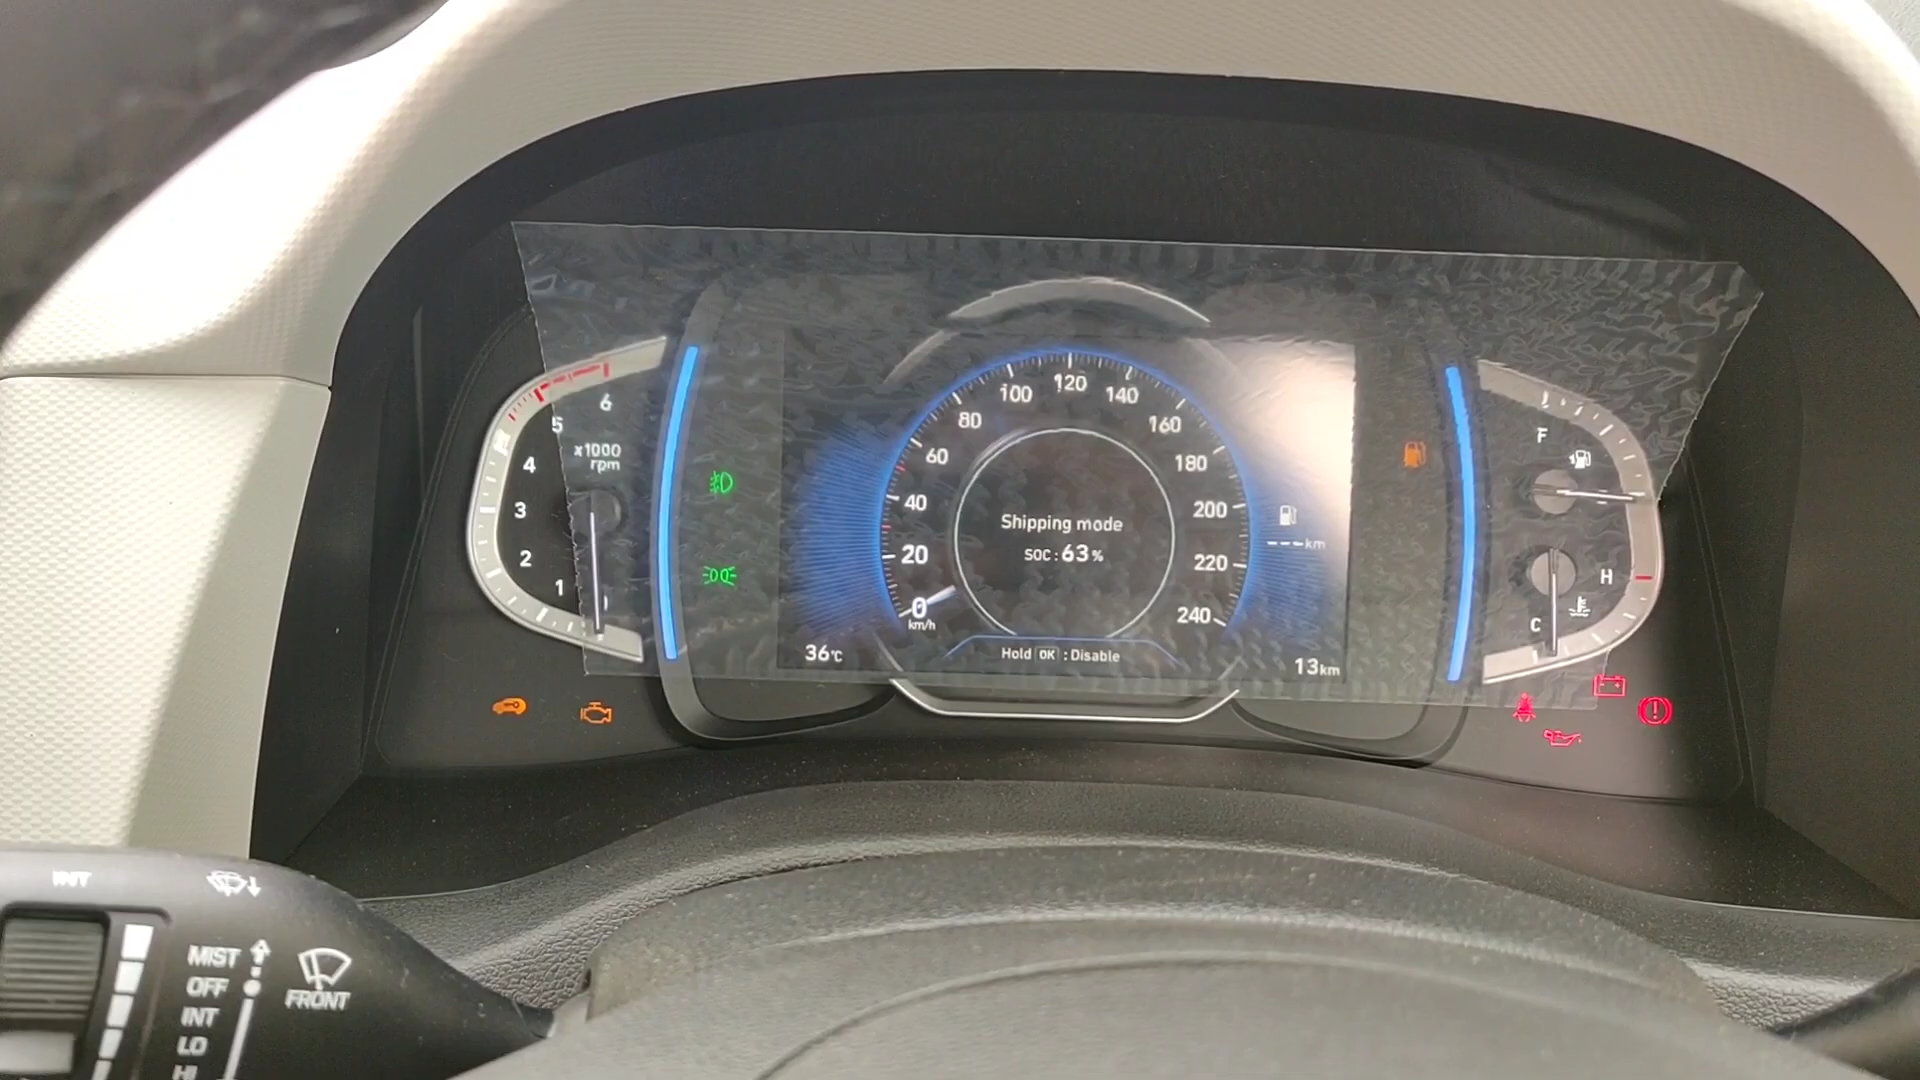 6
5
4
3
2
1
x1000
rpm
0
20
40
60
80
100
120
140
160
180
200
220
240
km/h
Shipping mode
SOC : 63 %
Hold OK : Disable
36℃
---km
13km
F
H
C
INT
MIST
OFF
INT
LO
HI
FRONT